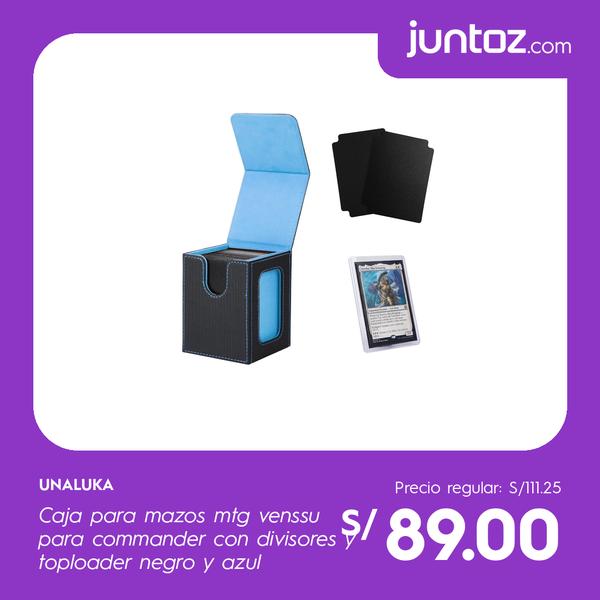 juntoz.com
UNALUKA
Caja para mazos mtg venssu
para commander con divisores y
toploader negro y azul
Precio regular: S/111.25
S/ 89.00